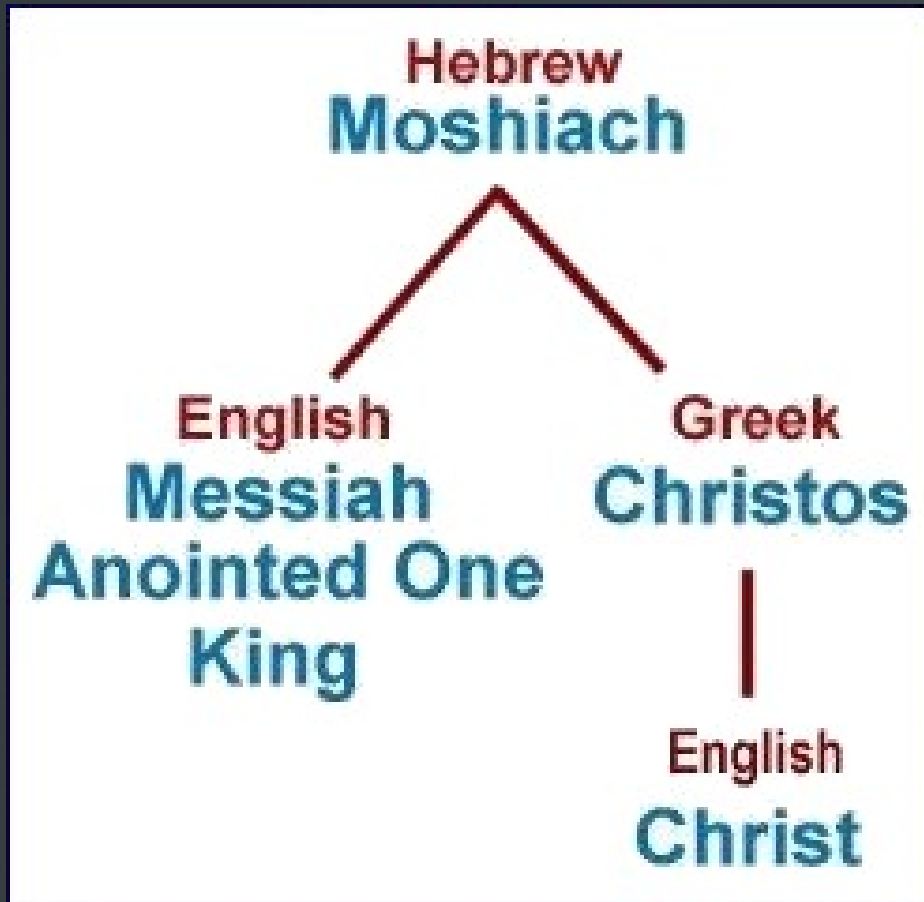 Hebrew
Moshiach
English
Messiah
Anointed One
King
Greek
Christos
English
Christ